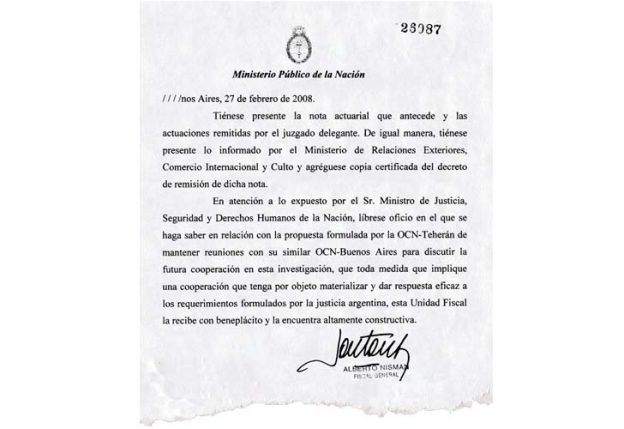 26087
Ministerio Público de la Nación
////nos Aires, 27 de febrero de 2008.
Tiénese presente la nota actuarial que antecede y las
actuaciones remitidas por el juzgado delegante. De igual manera, tiénese
presente lo informado por el Ministerio de Relaciones Exteriores,
Comercio Internacional y Culto y agréguese copia certificada del decreto
de remisión de dicha nota.
En atención a lo expuesto por el Sr. Ministro de Justicia,
Seguridad y Derechos Humanos de la Nación, líbrese oficio en el que se
haga saber en relación con la propuesta formulada por la OCN-Teherán de
mantener reuniones con su similar OCN-Buenos Aires para discutir la
futura cooperación en esta investigación, que toda medida que implique
una cooperación que tenga por objeto materializar y dar respuesta eficaz a
los requerimientos formulados por la justicia argentina, esta Unidad Fiscal
la recibe con beneplácito y la encuentra altamente constructiva.
ALBERTO NISMAN
FISCAL GENERAL